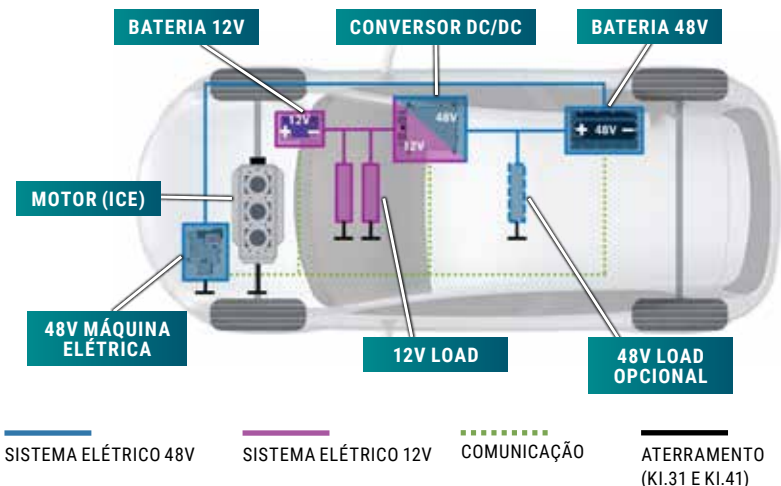 BATERIA 12V
CONVERSOR DC/DC
BATERIA 48V
12V
+ −
48V
12V
+ 48V −
MOTOR (ICE)
48V MÁQUINA
ELÉTRICA
12V LOAD
48V LOAD
OPCIONAL
SISTEMA ELÉTRICO 48V
SISTEMA ELÉTRICO 12V
COMUNICAÇÃO
ATERRAMENTO
(KI.31 E KI.41)